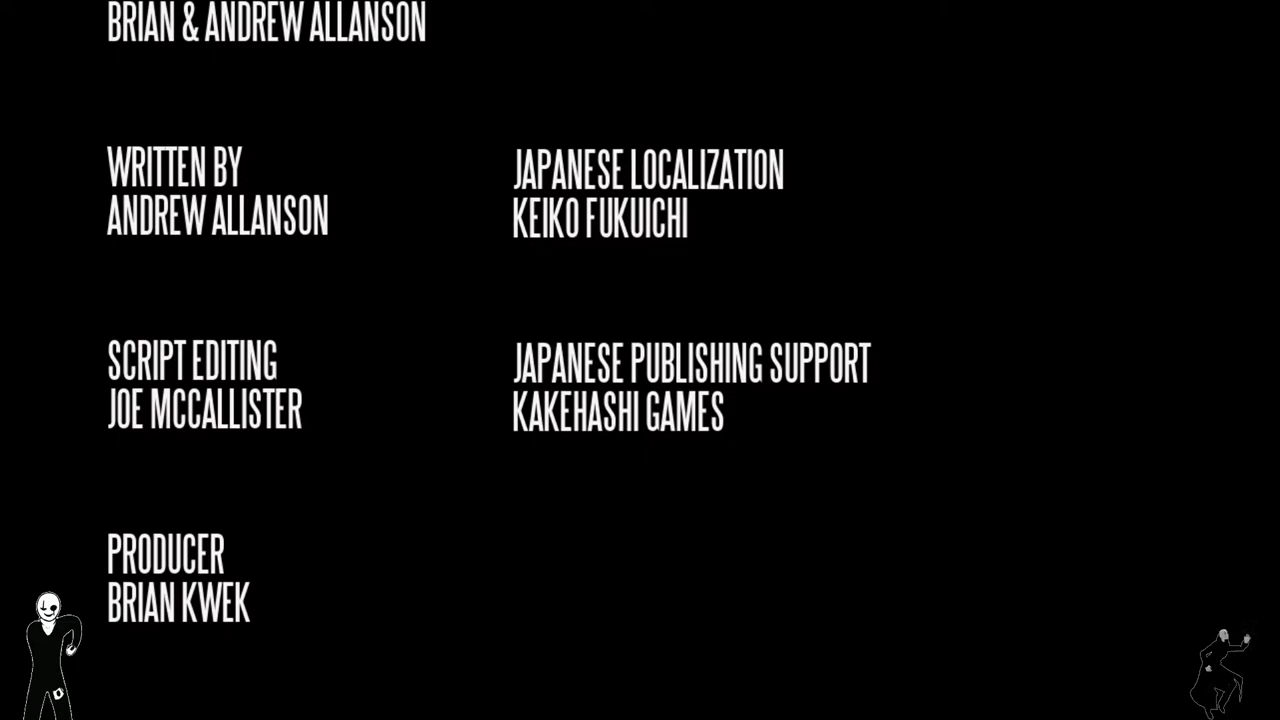 BRIAN & ANDREW ALLANSON
WRITTEN BY
ANDREW ALLANSON
JAPANESE LOCALIZATION
KEIKO FUKUICHI
SCRIPT EDITING
JOE MCCALLISTER
JAPANESE PUBLISHING SUPPORT
KAKEHASHI GAMES
PRODUCER
BRIAN KWEK